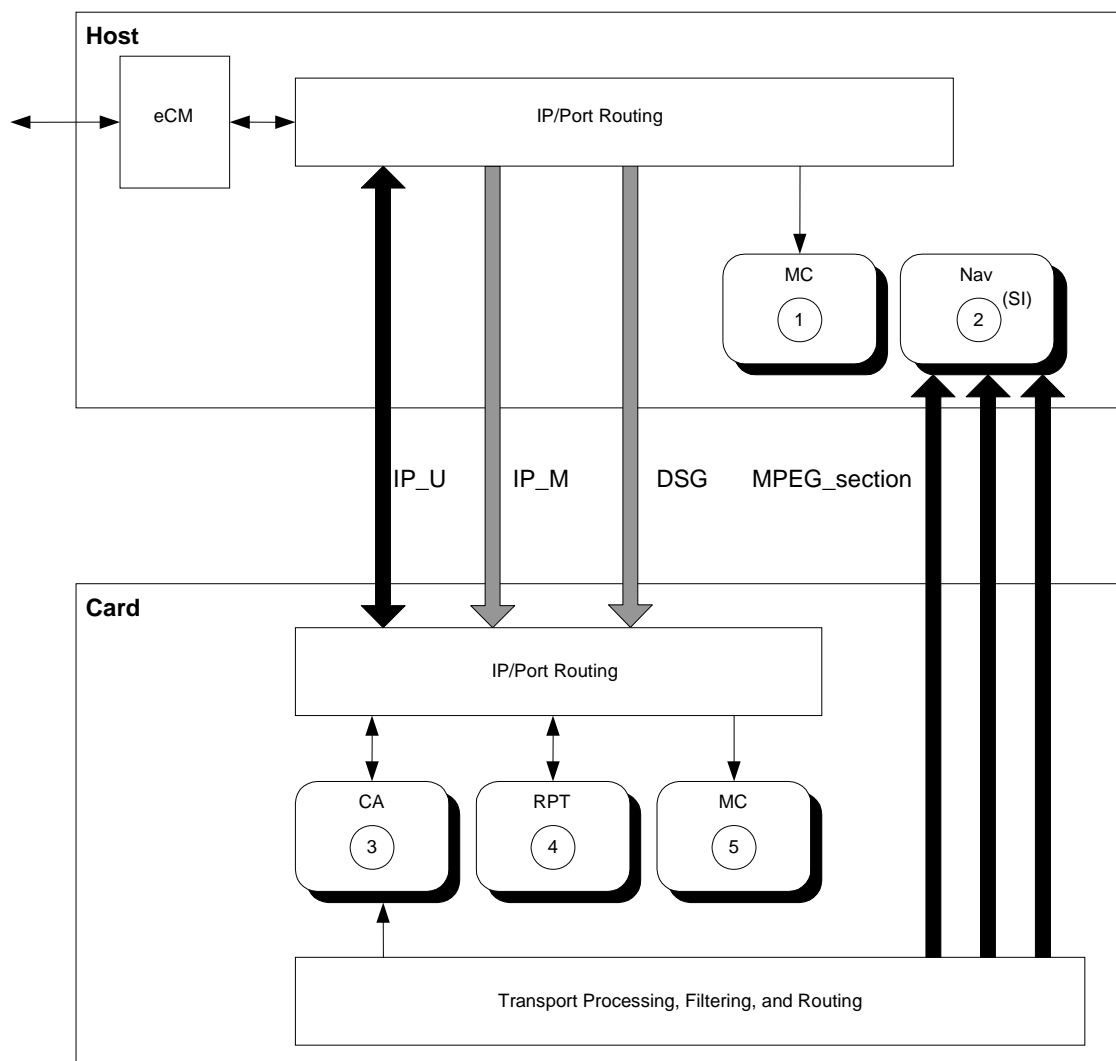 Host
eCM
IP/Port Routing
MC
1
Nav
(SI)
2
IP_U
IP_M
DSG
MPEG_section
Card
IP/Port Routing
CA
3
RPT
4
MC
5
Transport Processing, Filtering, and Routing